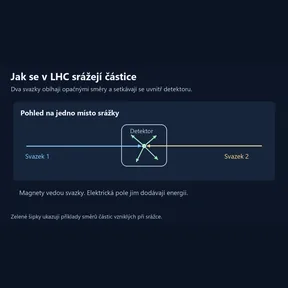 Jak se v LHC srážejí částice
Dva svazky obíhají opačnými směry a setkávají se uvnitř detektoru.
Pohled na jedno místo srážky
Detektor
Svazek 1
Svazek 2
Magnety vedou svazky. Elektrická pole jim dodávají energii.
Zelené šipky ukazují příklady směrů částic vzniklých při srážce.